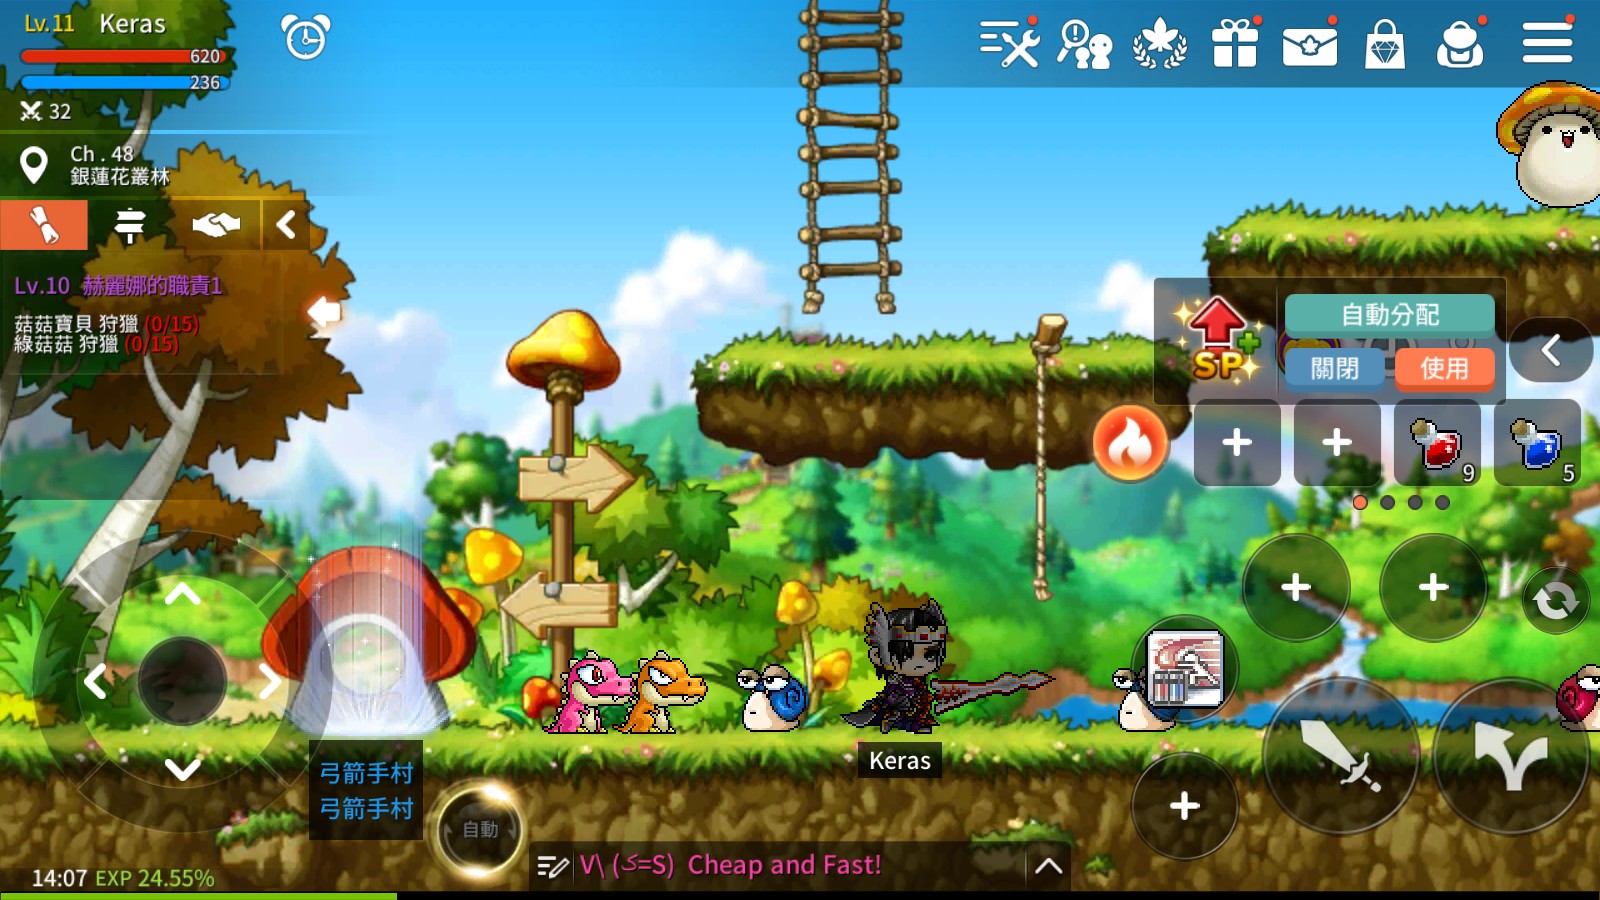 Lv.11 Keras
620
236
32
Ch . 48
銀蓮花叢林
Lv.10 赫麗娜的職責1
菇菇寶貝 狩獵 (0/15)
綠菇菇 狩獵 (0/15)
SP
自動分配
關閉 使用
9
5
Keras
弓箭手村
弓箭手村
自動
Cheap and Fast!
14:07 EXP 24.55%